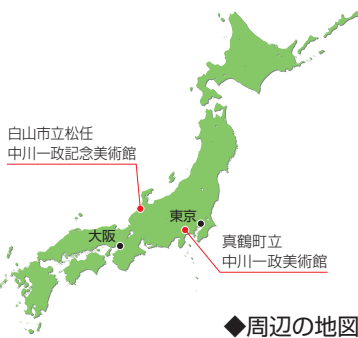 白山市立松任
中川一政記念美術館
東京
大阪
真鶴町立
中川一政美術館
◆周辺の地図